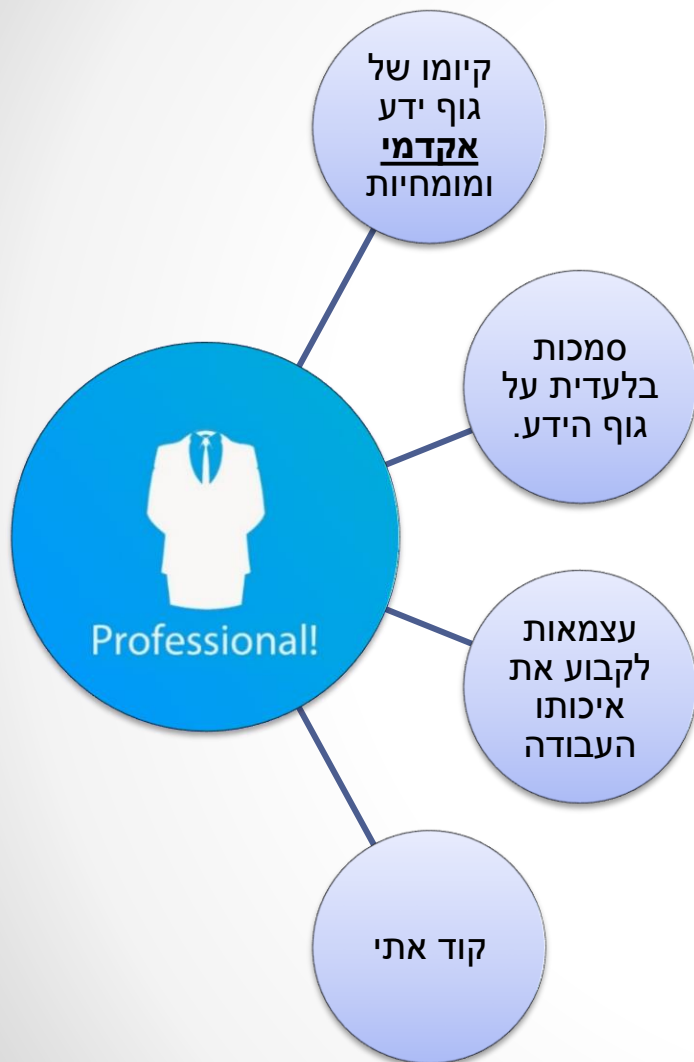 קיומו של
גוף ידע
אקדמי
ומומחיות
סמכות
בלעדית על
גוף הידע.
Professional!
עצמאות
לקבוע את
איכותו
העבודה
קוד אתי